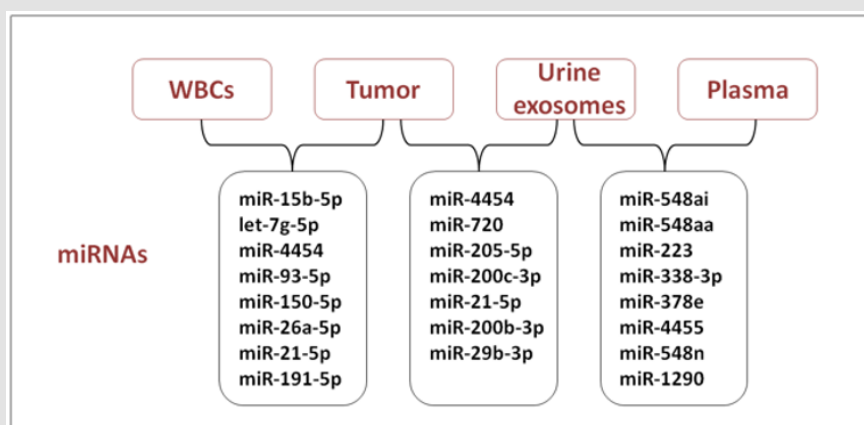 WBCs
Tumor
Urine
exosomes
Plasma
miRNAs
miR-15b-5p
let-7g-5p
miR-4454
miR-93-5p
miR-150-5p
miR-26a-5p
miR-21-5p
miR-191-5p
miR-4454
miR-720
miR-205-5p
miR-200c-3p
miR-21-5p
miR-200b-3p
miR-29b-3p
miR-548ai
miR-548aa
miR-223
miR-338-3p
miR-378e
miR-4455
miR-548n
miR-1290